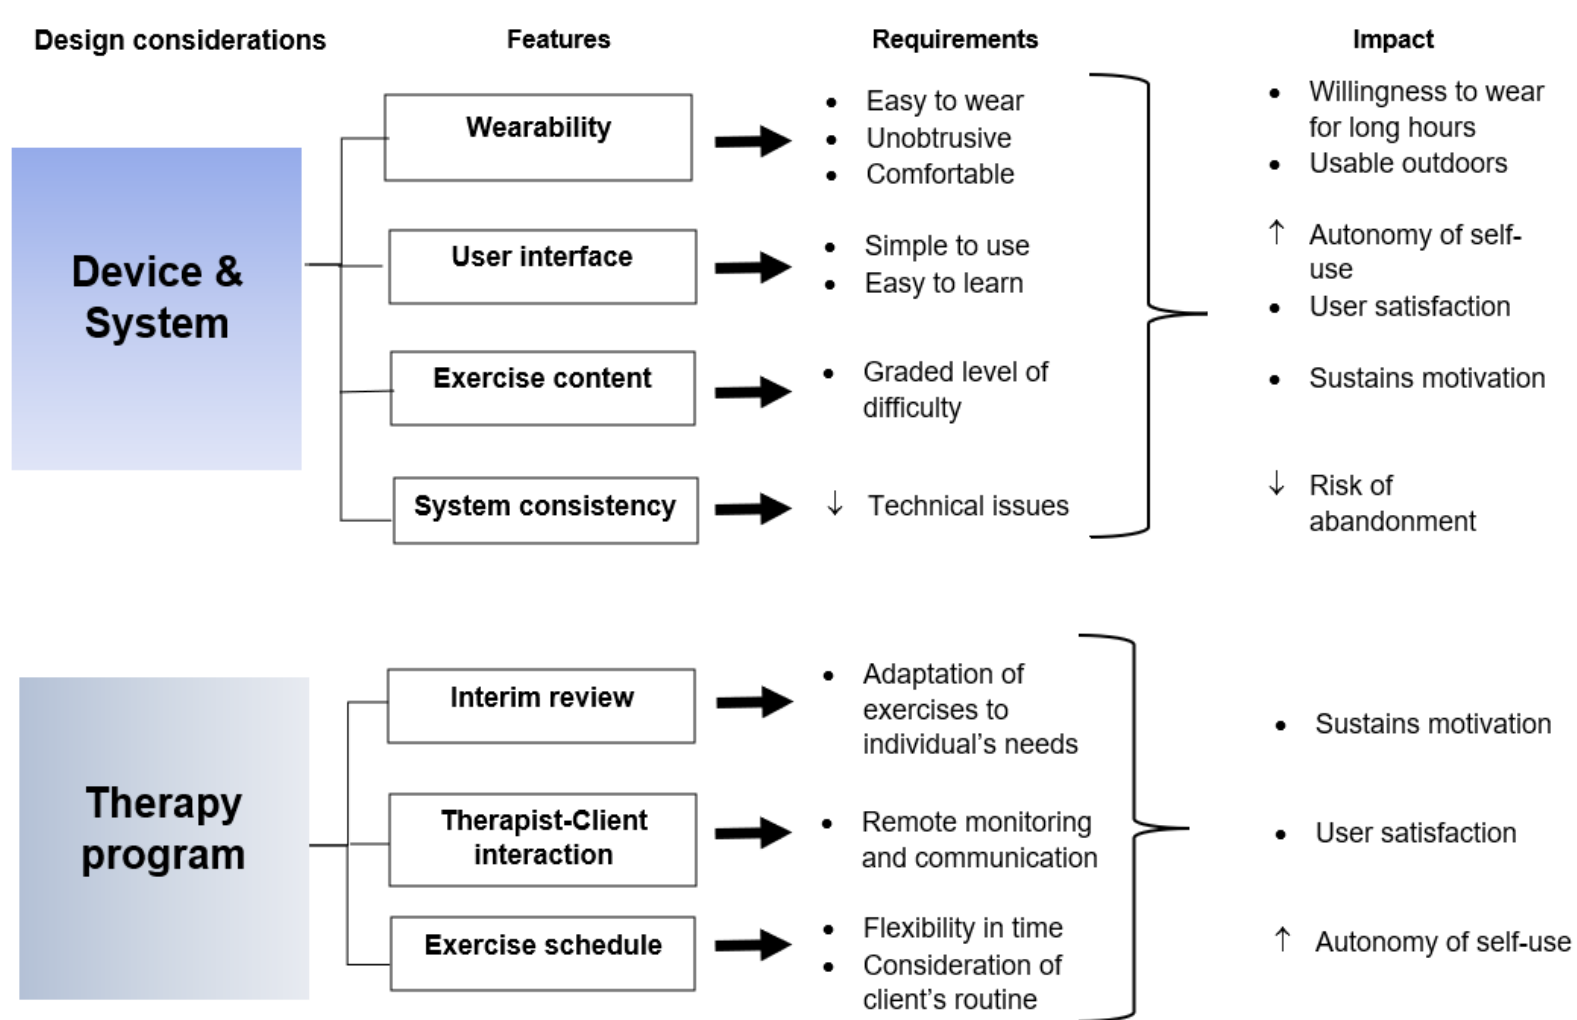 Design considerations
Features
Requirements
Impact
Device &
System
Wearability
• Easy to wear
• Unobtrusive
• Comfortable
User interface
• Simple to use
• Easy to learn
Exercise content
• Graded level of
difficulty
System consistency
↓ Technical issues
• Willingness to wear
for long hours
• Usable outdoors
↑ Autonomy of self-
use
• User satisfaction
• Sustains motivation
↓ Risk of
abandonment
Therapy
program
Interim review
• Adaptation of
exercises to
individual’s needs
Therapist-Client
interaction
• Remote monitoring
and communication
Exercise schedule
• Flexibility in time
• Consideration of
client’s routine
• Sustains motivation
• User satisfaction
↑ Autonomy of self-use